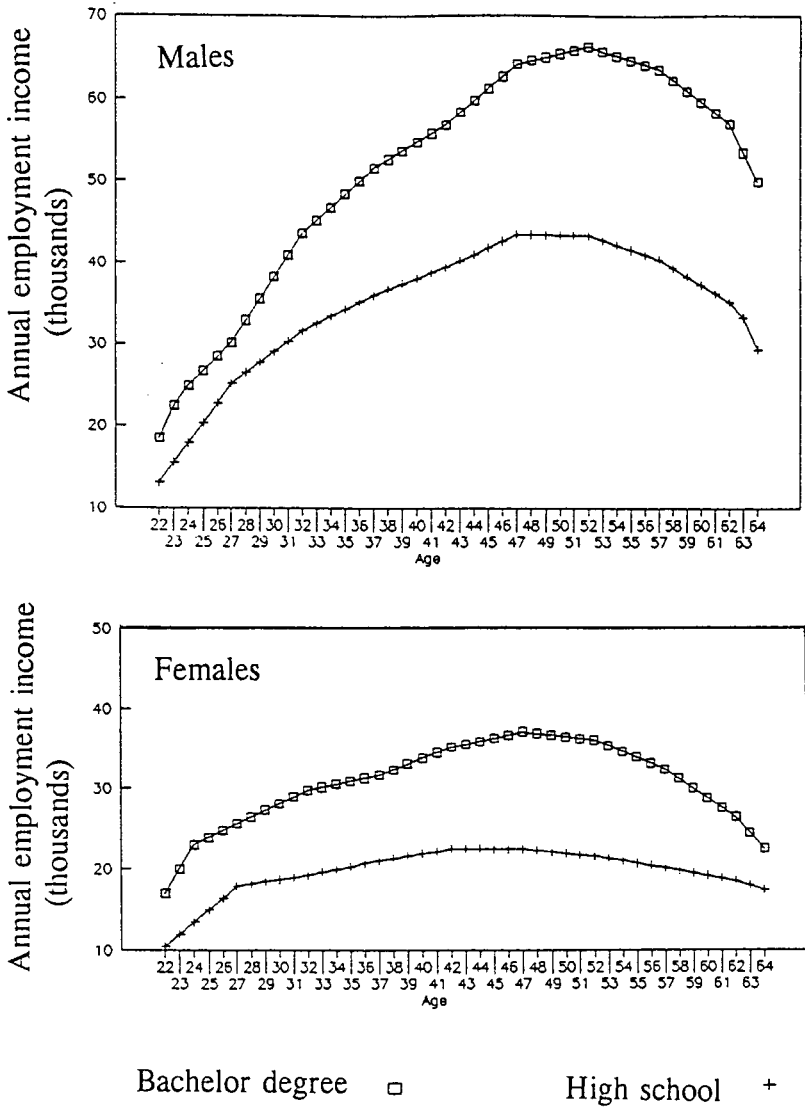 70
Males
60
50
40
30
20
10
Annual employment income
(thousands)
22 24 26 28 30 32 34 36 38 40 42 44 46 48 50 52 54 56 58 60 62 64
23 25 27 29 31 33 35 37 39 41 43 45 47 49 51 53 55 57 59 61 63
Age
50
Females
40
30
20
10
Annual employment income
(thousands)
22 24 26 28 30 32 34 36 38 40 42 44 46 48 50 52 54 56 58 60 62 64
23 25 27 29 31 33 35 37 39 41 43 45 47 49 51 53 55 57 59 61 63
Age
Bachelor degree High school